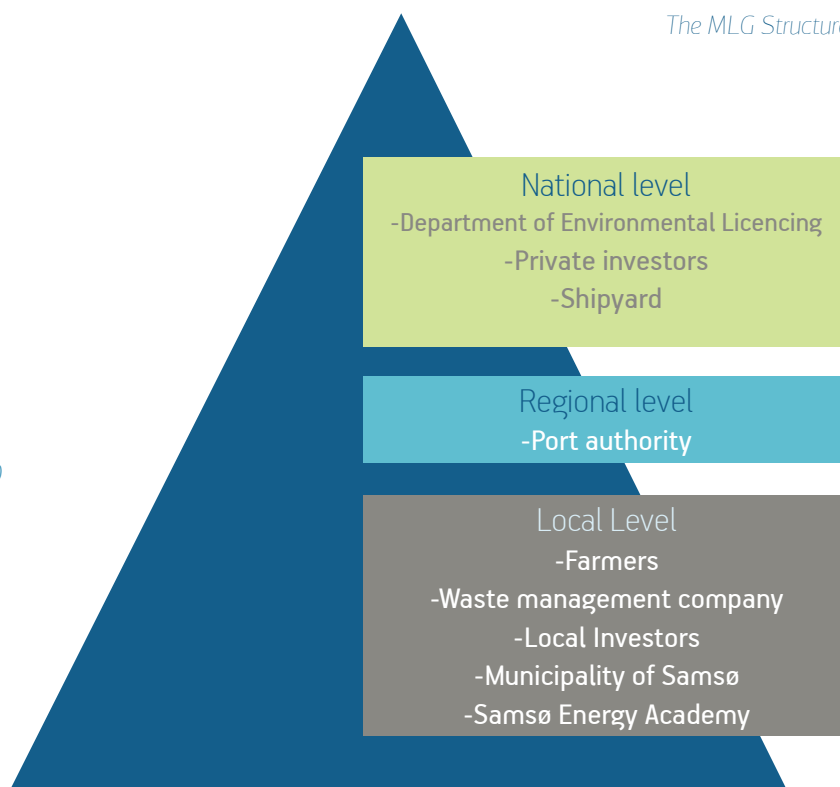 The MLG Structure
National level
-Department of Environmental Licencing
-Private investors
-Shipyard
Regional level
-Port authority
Local Level
-Farmers
-Waste management company
-Local Investors
-Municipality of Samsø
-Samsø Energy Academy